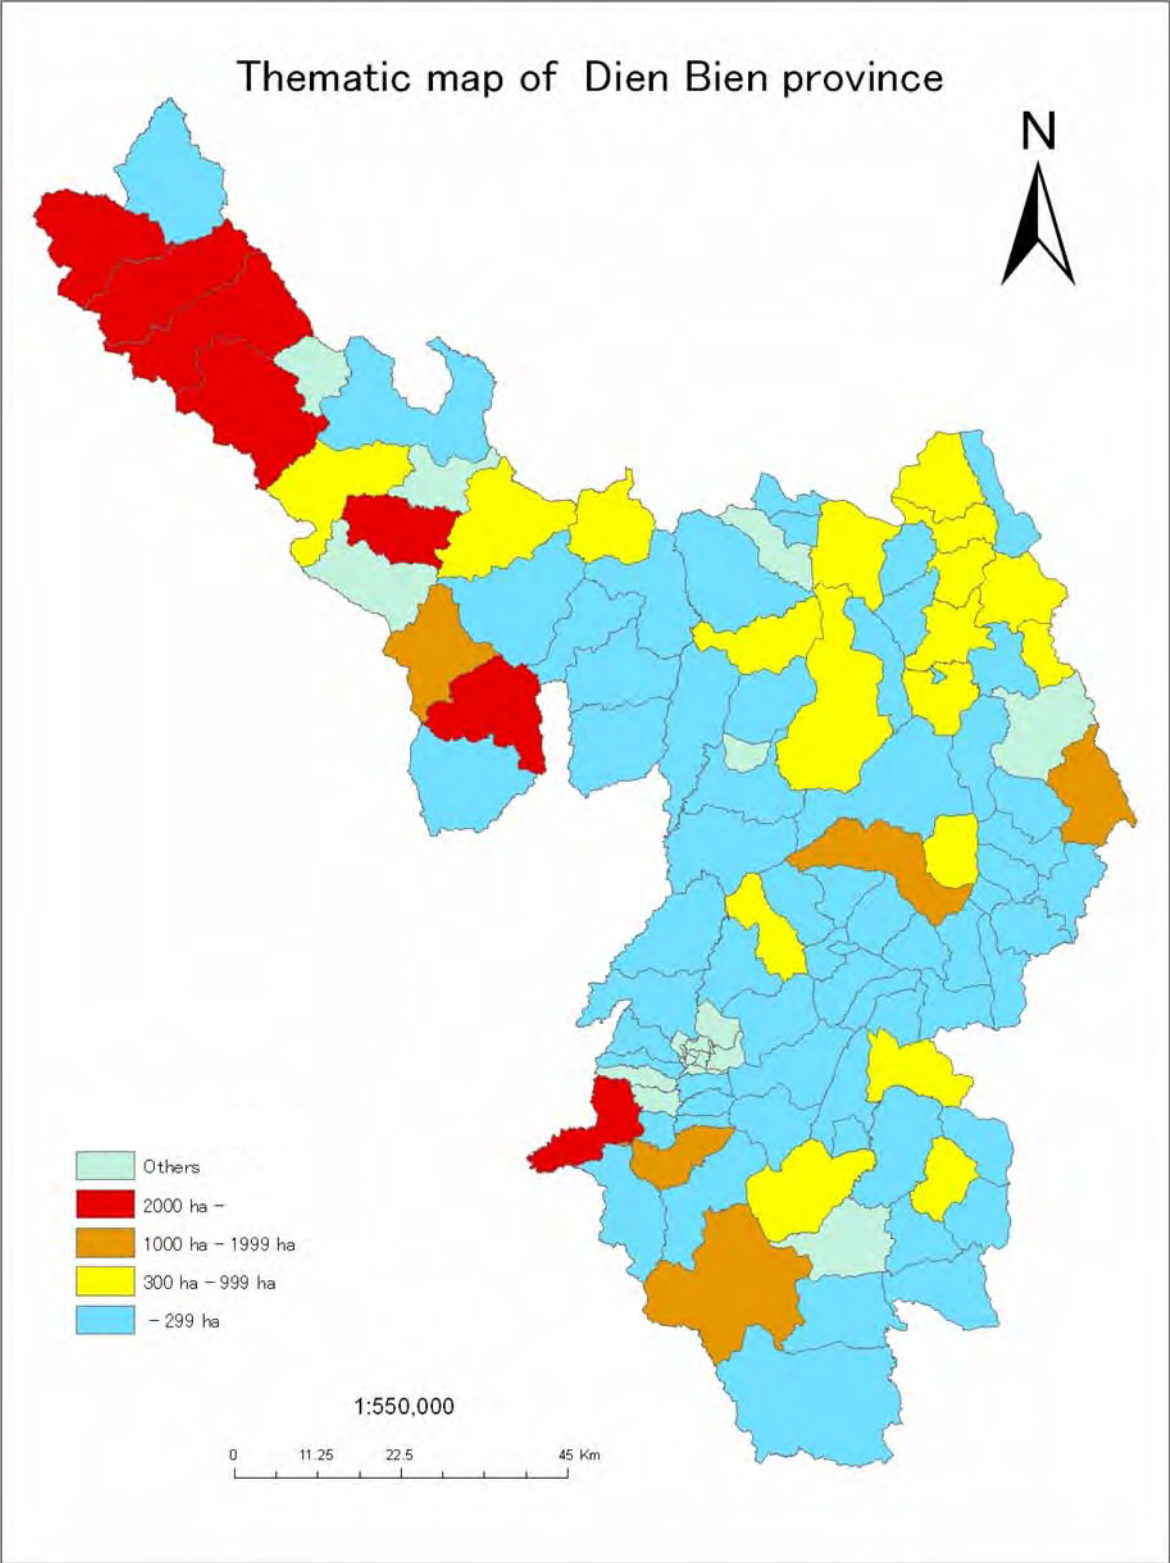 Thematic map of Dien Bien province
N
Others
2000 ha -
1000 ha - 1999 ha
300 ha - 999 ha
- 299 ha
1:550,000
0 11.25 22.5 45 Km